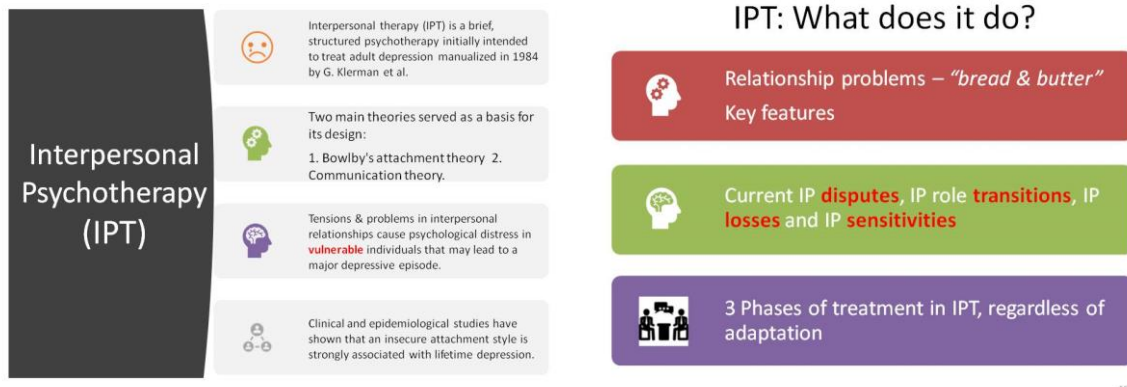 Interpersonal
Psychotherapy
(IPT)
Interpersonal therapy (IPT) is a brief,
structured psychotherapy initially intended
to treat adult depression manualized in 1984
by G. Klerman et al.
Two main theories served as a basis for
its design:
1. Bowlby's attachment theory 2.
Communication theory.
Tensions & problems in interpersonal
relationships cause psychological distress in
vulnerable individuals that may lead to a
major depressive episode.
Clinical and epidemiological studies have
shown that an insecure attachment style is
strongly associated with lifetime depression.
IPT: What does it do?
Relationship problems – “bread & butter”
Key features
Current IP disputes, IP role transitions, IP
losses and IP sensitivities
3 Phases of treatment in IPT, regardless of
adaptation